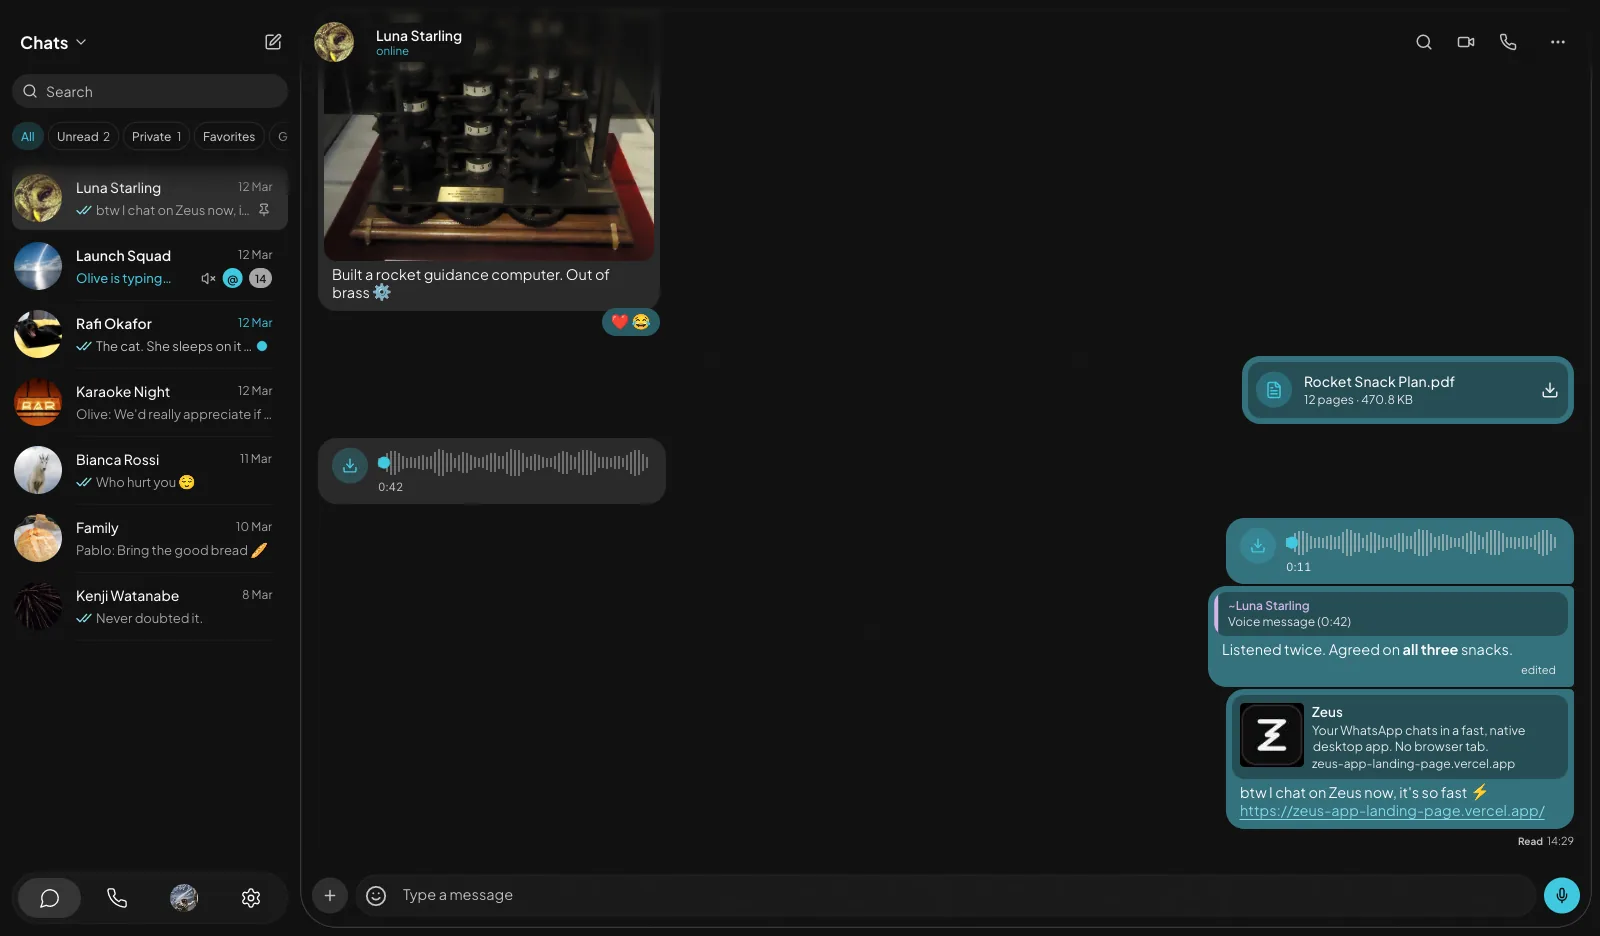 Chats
Search
All
Unread 2
Private 1
Favorites
G
Luna Starling
12 Mar
btw I chat on Zeus now, i...
Launch Squad
12 Mar
Olive is typing...
@
14
Rafi Okafor
12 Mar
The cat. She sleeps on it ...
Karaoke Night
12 Mar
Olive: We'd really appreciate if ...
BAR
Bianca Rossi
11 Mar
Who hurt you 😌
Family
10 Mar
Pablo: Bring the good bread 🥖
Kenji Watanabe
8 Mar
Never doubted it.
Luna Starling
online
Built a rocket guidance computer. Out of
brass ⚙️
❤️😂
Rocket Snack Plan.pdf
12 pages · 470.8 KB
0:42
0:11
~Luna Starling
Voice message (0:42)
Listened twice. Agreed on all three snacks.
edited
Zeus
Your WhatsApp chats in a fast, native
desktop app. No browser tab.
zeus-app-landing-page.vercel.app
btw I chat on Zeus now, it's so fast ⚡
https://zeus-app-landing-page.vercel.app/
Read 14:29
Type a message